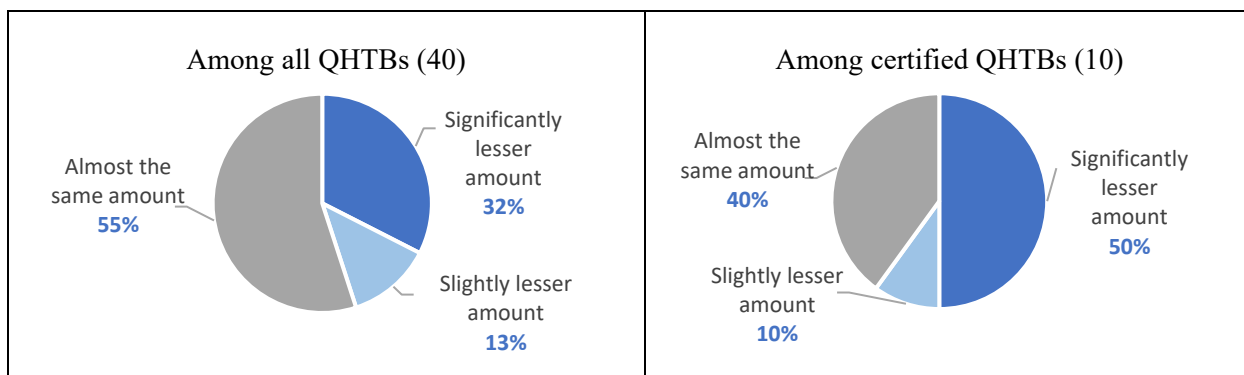 Among all QHTBs (40)
Significantly
lesser
amount
32%
Slightly lesser
amount
13%
Almost the
same amount
55%
Among certified QHTBs (10)
Significantly
lesser
amount
50%
Slightly lesser
amount
10%
Almost the
same amount
40%